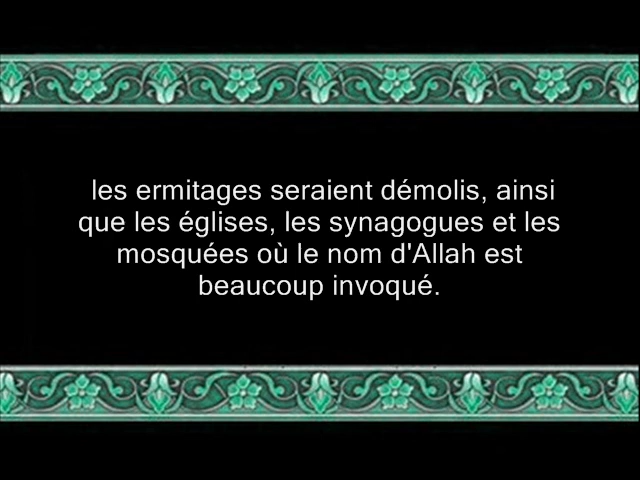 les ermitages seraient démolis, ainsi
que les églises, les synagogues et les
mosquées où le nom d'Allah est
beaucoup invoqué.